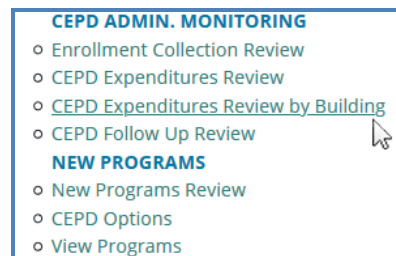 CEPD ADMIN. MONITORING
Enrollment Collection Review
CEPD Expenditures Review
CEPD Expenditures Review by Building
CEPD Follow Up Review
NEW PROGRAMS
New Programs Review
CEPD Options
View Programs